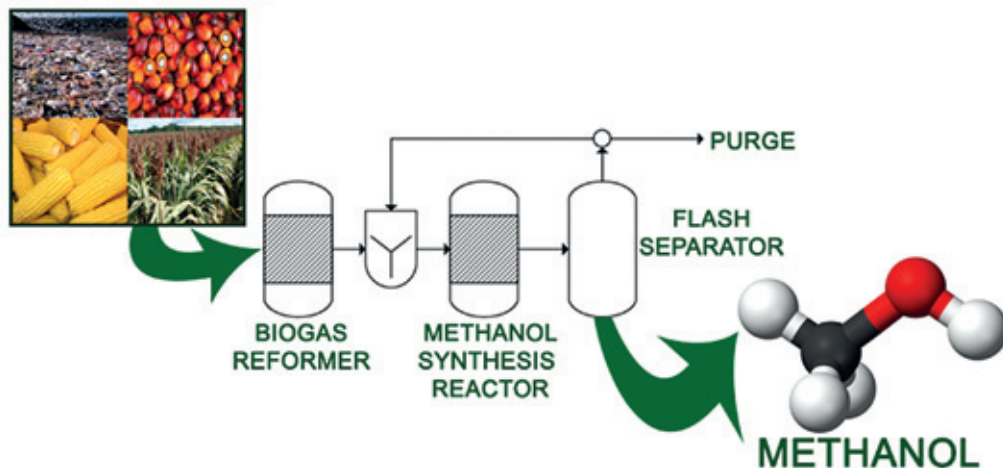 PURGE
FLASH
SEPARATOR
BIOGAS
REFORMER
METHANOL
SYNTHESIS
REACTOR
METHANOL